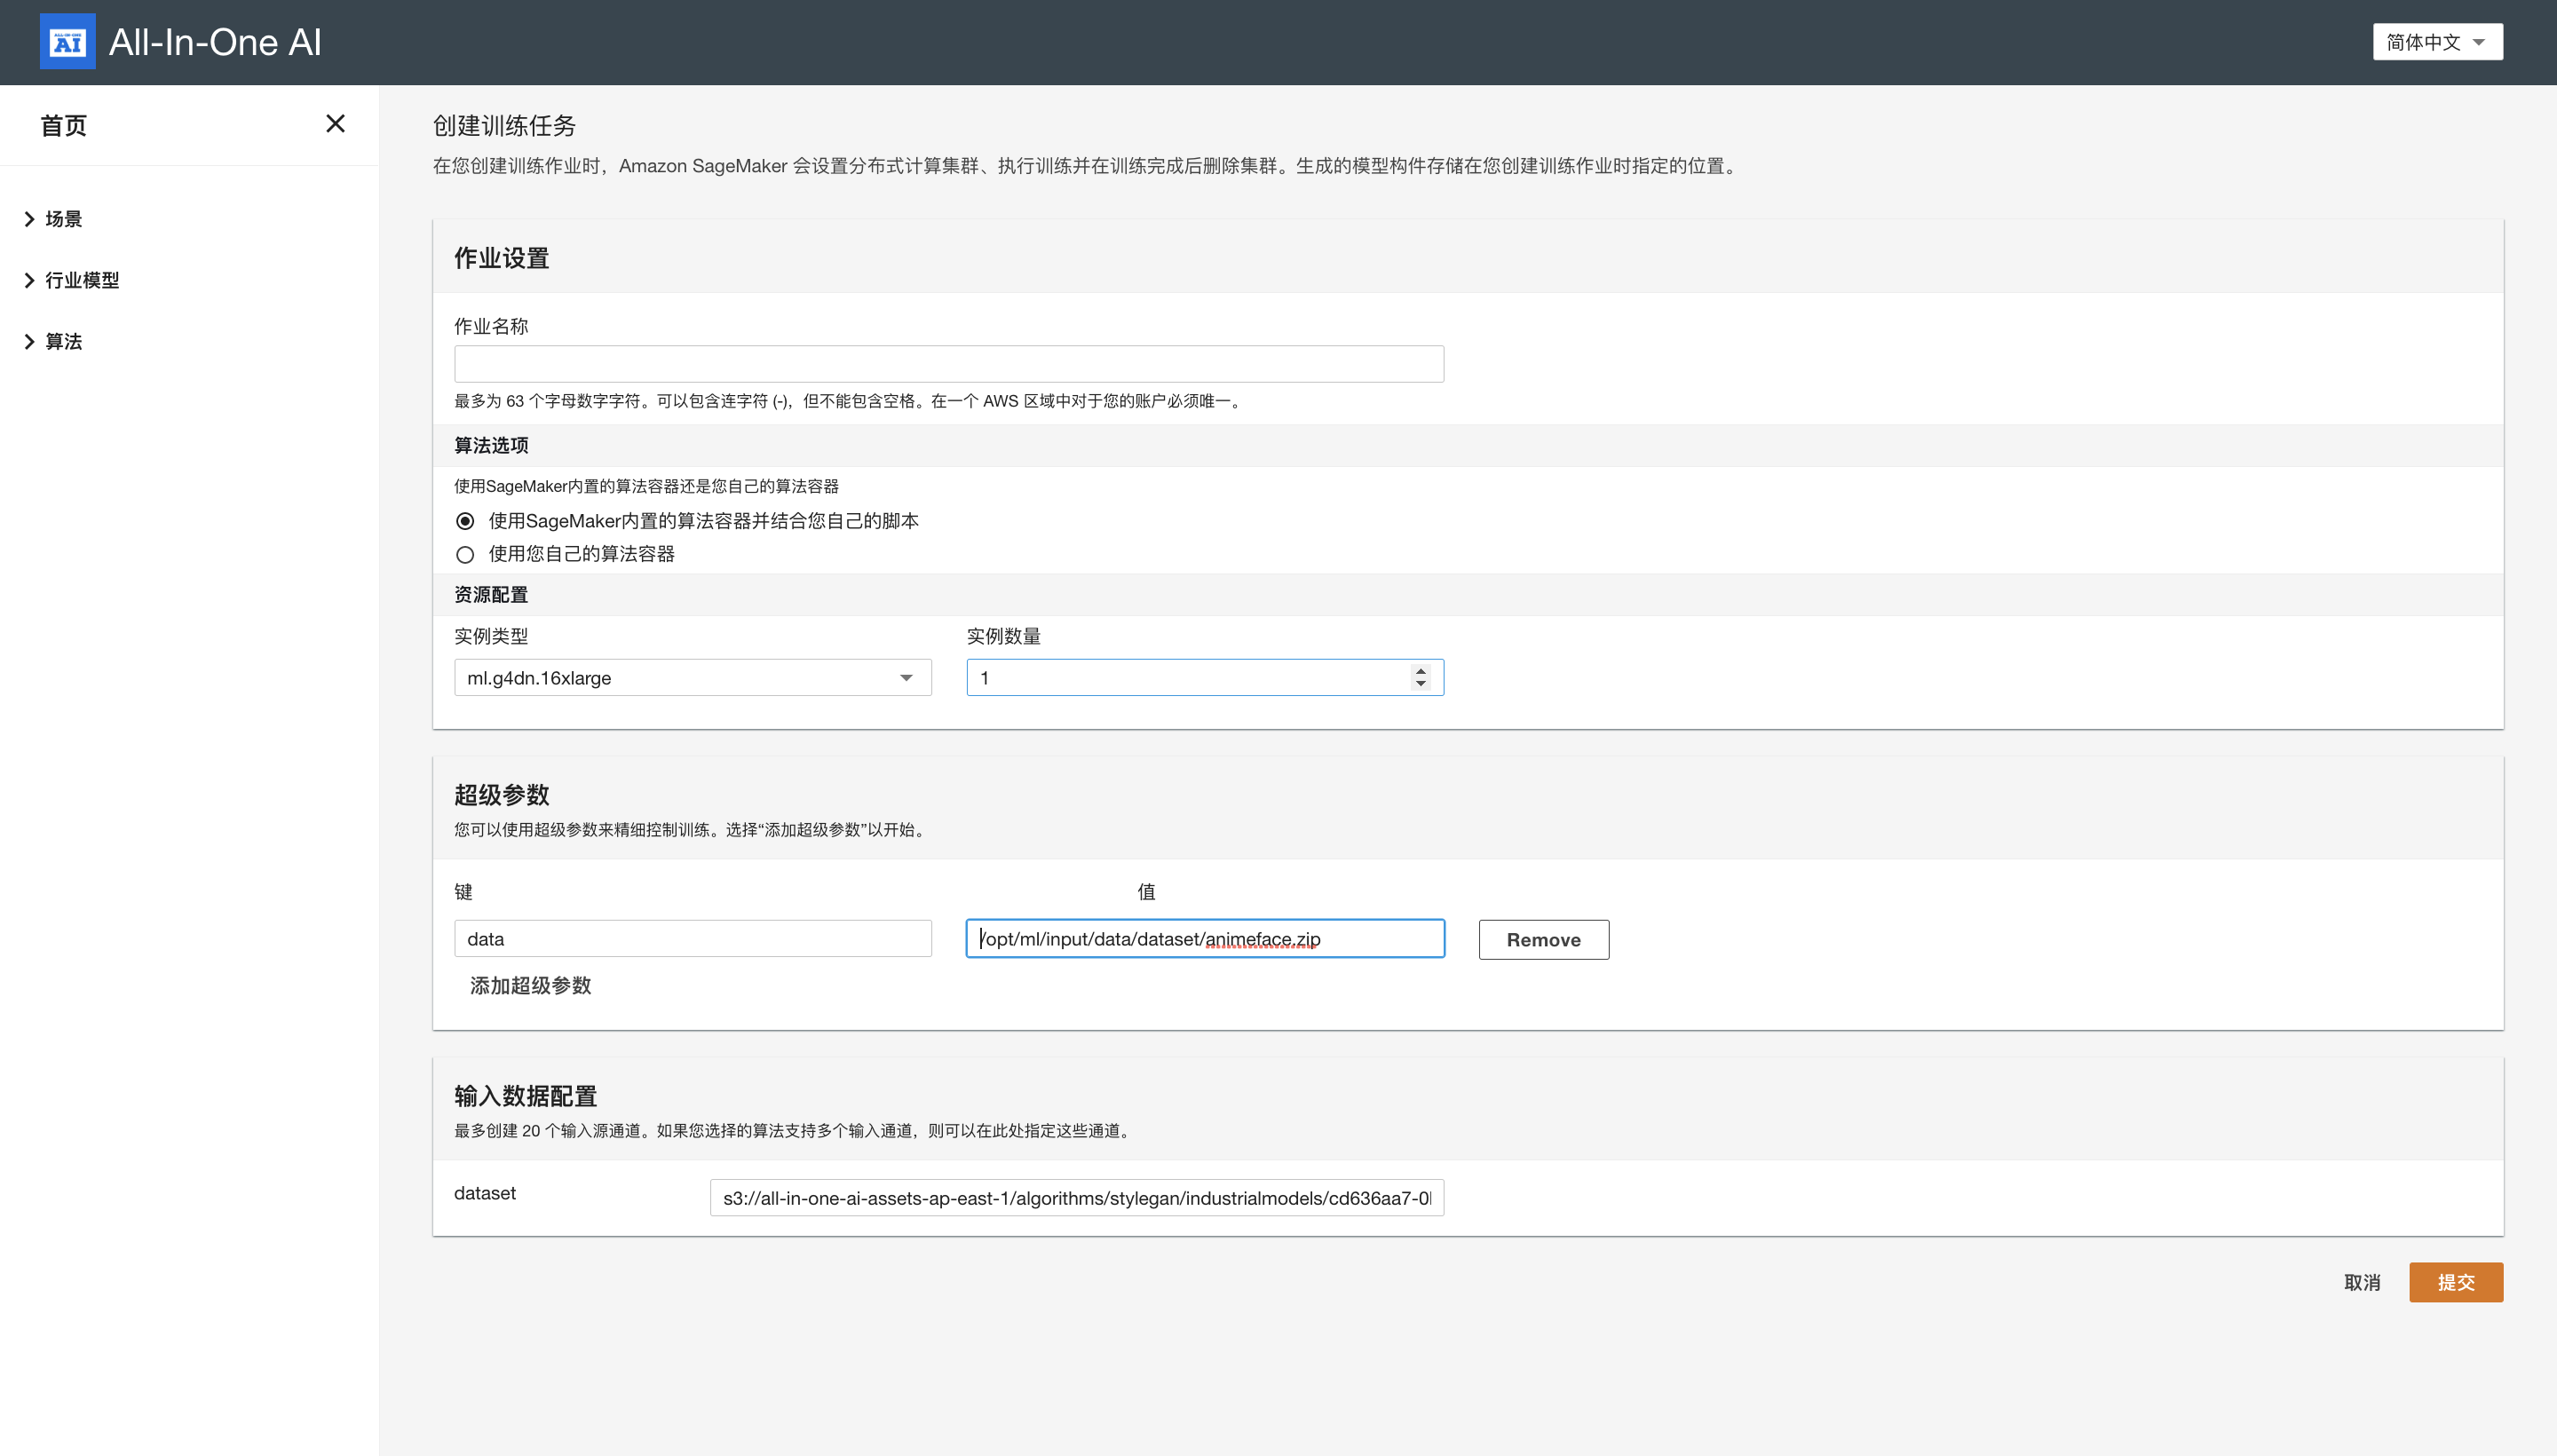 All-In-One AI
简体中文
首页
场景
行业模型
算法
创建训练任务
在您创建训练作业时，Amazon SageMaker 会设置分布式计算集群、执行训练并在训练完成后删除集群。生成的模型构件存储在您创建训练作业时指定的位置。
作业设置
作业名称
最多为 63 个字母数字字符。可以包含连字符 (-)，但不能包含空格。在一个 AWS 区域中对于您的账户必须唯一。
算法选项
使用SageMaker内置的算法容器还是您自己的算法容器
使用SageMaker内置的算法容器并结合您自己的脚本
使用您自己的算法容器
资源配置
实例类型 实例数量
ml.g4dn.16xlarge 1
超级参数
您可以使用超级参数来精细控制训练。选择“添加超级参数”以开始。
键 值
data /opt/ml/input/data/dataset/animeface.zip Remove
添加超级参数
输入数据配置
最多创建 20 个输入源通道。如果您选择的算法支持多个输入通道，则可以在此处指定这些通道。
dataset s3://all-in-one-ai-assets-ap-east-1/algorithms/stylegan/industrialmodels/cd636aa7-0
取消 提交